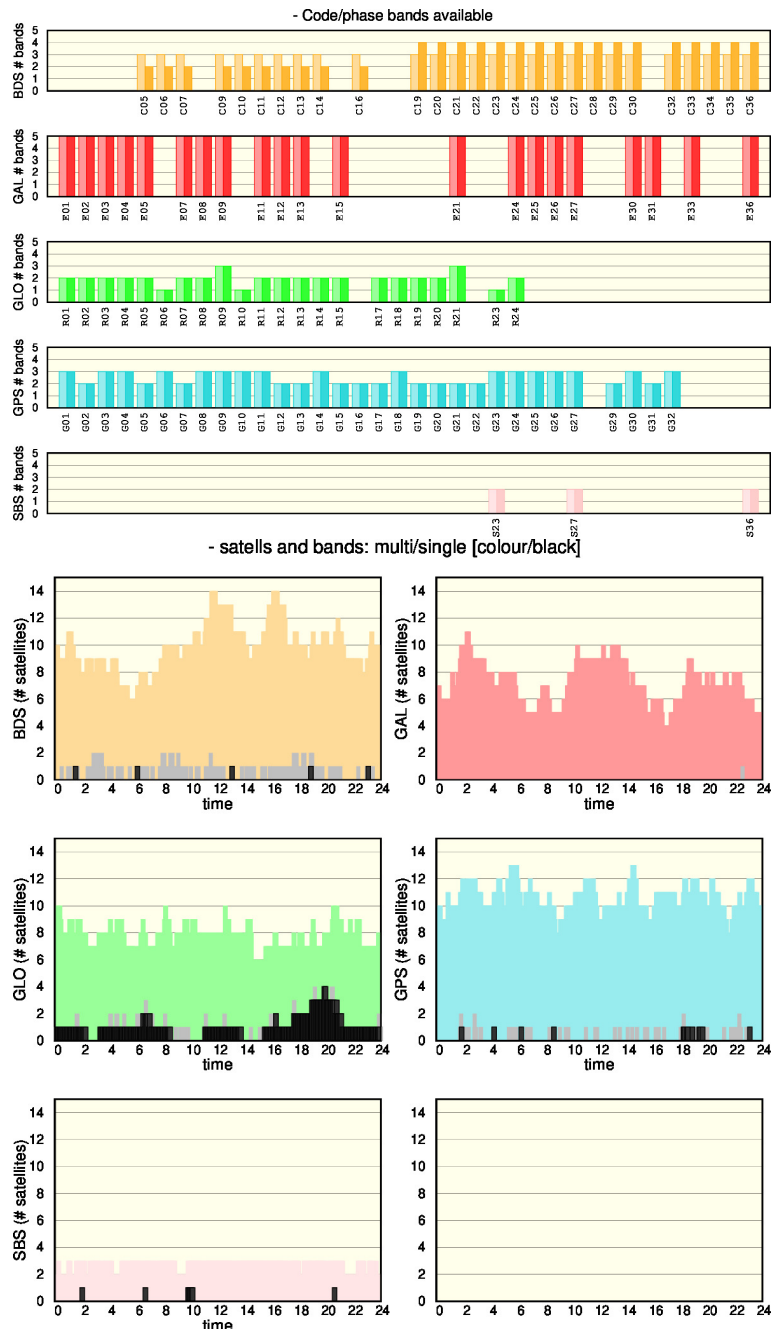 - Code/phase bands available
BDS # bands
5
4
3
2
1
0
C05 C06 C07 C09 C10 C11 C12 C13 C14 C16 C19 C20 C21 C22 C23 C24 C25 C26 C27 C28 C29 C30 C32 C33 C34 C35 C36
GAL # bands
5
4
3
2
1
0
E01 E02 E03 E04 E05 E07 E08 E09 E11 E12 E13 E15 E21 E24 E25 E26 E27 E30 E31 E33 E36
GLO # bands
5
4
3
2
1
0
R01 R02 R03 R04 R05 R06 R07 R08 R09 R10 R11 R12 R13 R14 R15 R17 R18 R19 R20 R21 R23 R24
GPS # bands
5
4
3
2
1
0
G01 G02 G03 G04 G05 G06 G07 G08 G09 G10 G11 G12 G13 G14 G15 G16 G17 G18 G19 G20 G21 G22 G23 G24 G25 G26 G27 G29 G30 G31 G32
SBS # bands
5
4
3
2
1
0
S23 S27 S36
- satells and bands: multi/single [colour/black]
BDS (# satellites)
14
12
10
8
6
4
2
0
0 2 4 6 8 10 12 14 16 18 20 22 24
time
GAL (# satellites)
14
12
10
8
6
4
2
0
0 2 4 6 8 10 12 14 16 18 20 22 24
time
GLO (# satellites)
14
12
10
8
6
4
2
0
0 2 4 6 8 10 12 14 16 18 20 22 24
time
GPS (# satellites)
14
12
10
8
6
4
2
0
0 2 4 6 8 10 12 14 16 18 20 22 24
time
SBS (# satellites)
14
12
10
8
6
4
2
0
0 2 4 6 8 10 12 14 16 18 20 22 24
time
14
12
10
8
6
4
2
0
0 2 4 6 8 10 12 14 16 18 20 22 24